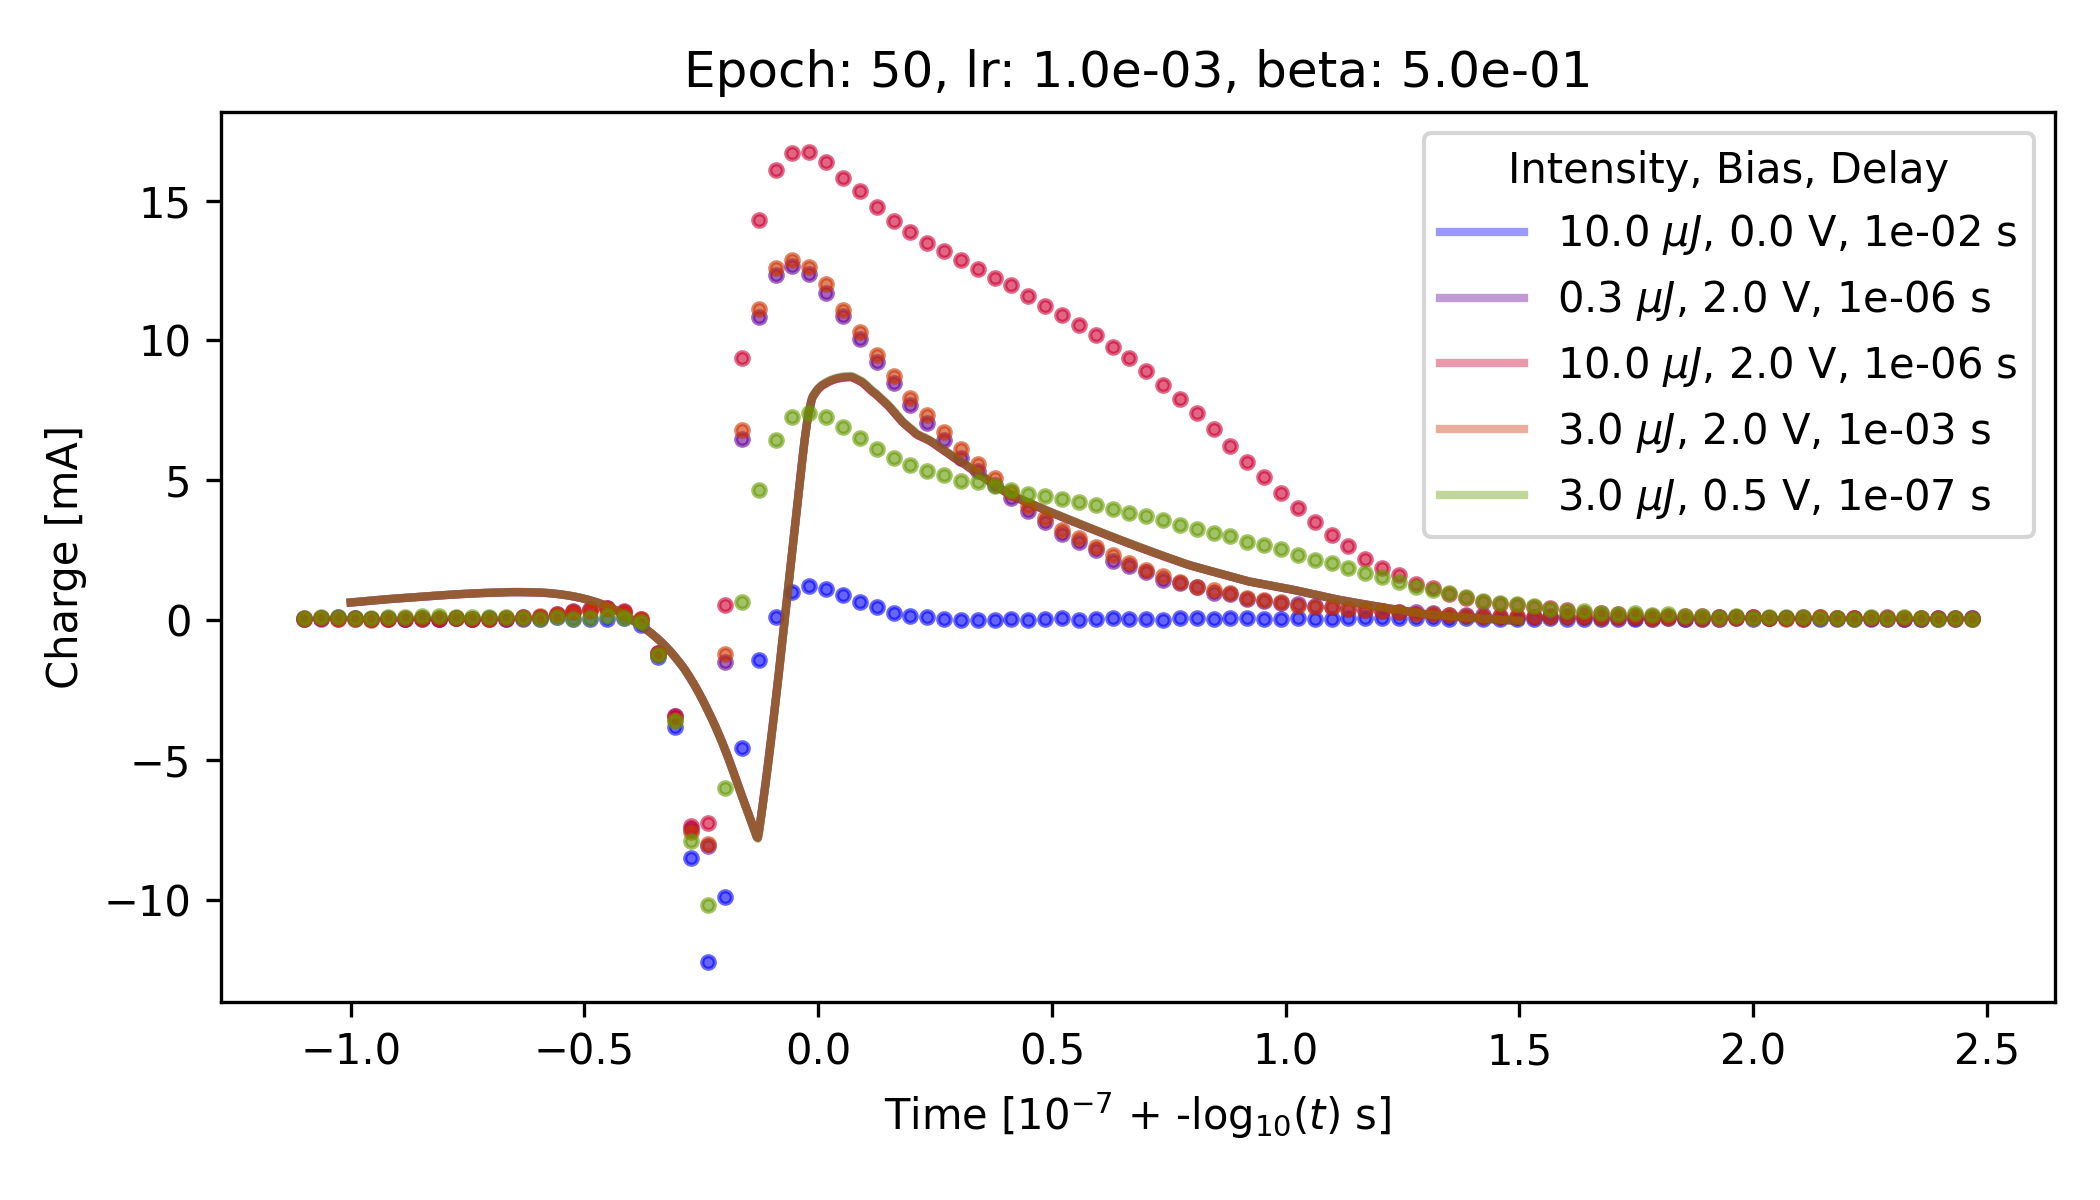 Epoch: 50, lr: 1.0e-03, beta: 5.0e-01
Charge [mA]
15
10
5
0
−5
−10
Intensity, Bias, Delay
10.0 μJ, 0.0 V, 1e-02 s
0.3 μJ, 2.0 V, 1e-06 s
10.0 μJ, 2.0 V, 1e-06 s
3.0 μJ, 2.0 V, 1e-03 s
3.0 μJ, 0.5 V, 1e-07 s
−1.0 −0.5 0.0 0.5 1.0 1.5 2.0 2.5
Time [10⁻⁷ + -log₁₀(t) s]